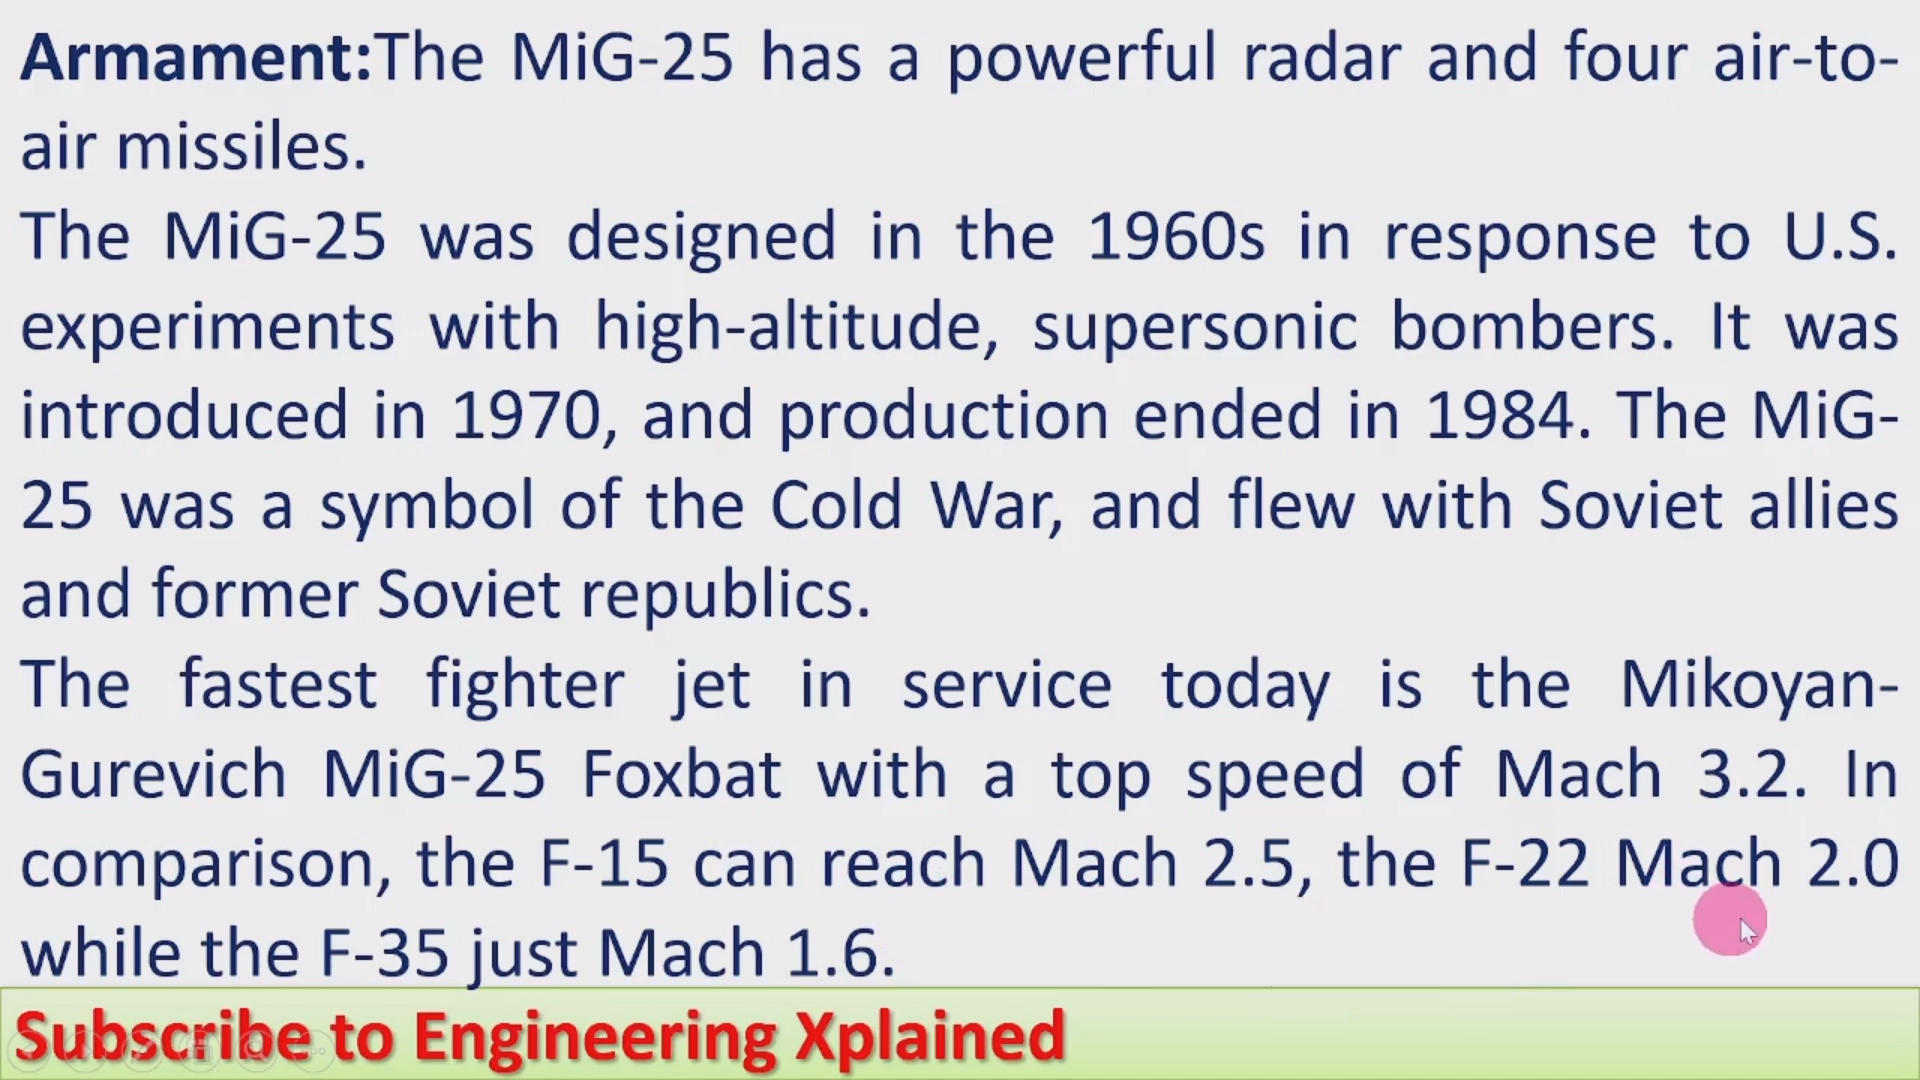 Armament:The MiG-25 has a powerful radar and four air-to-
air missiles.
The MiG-25 was designed in the 1960s in response to U.S.
experiments with high-altitude, supersonic bombers. It was
introduced in 1970, and production ended in 1984. The MiG-
25 was a symbol of the Cold War, and flew with Soviet allies
and former Soviet republics.
The fastest fighter jet in service today is the Mikoyan-
Gurevich MiG-25 Foxbat with a top speed of Mach 3.2. In
comparison, the F-15 can reach Mach 2.5, the F-22 Mach 2.0
while the F-35 just Mach 1.6.
Subscribe to Engineering Xplained